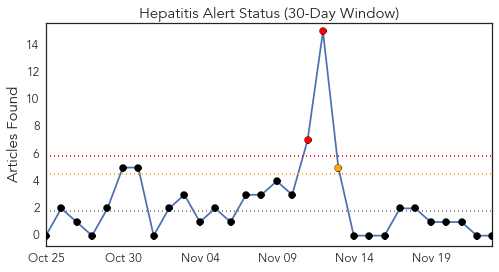 Hepatitis Alert Status (30-Day Window)
Articles Found
14
12
10
8
6
4
2
0
Oct 25
Oct 30
Nov 04
Nov 09
Nov 14
Nov 19